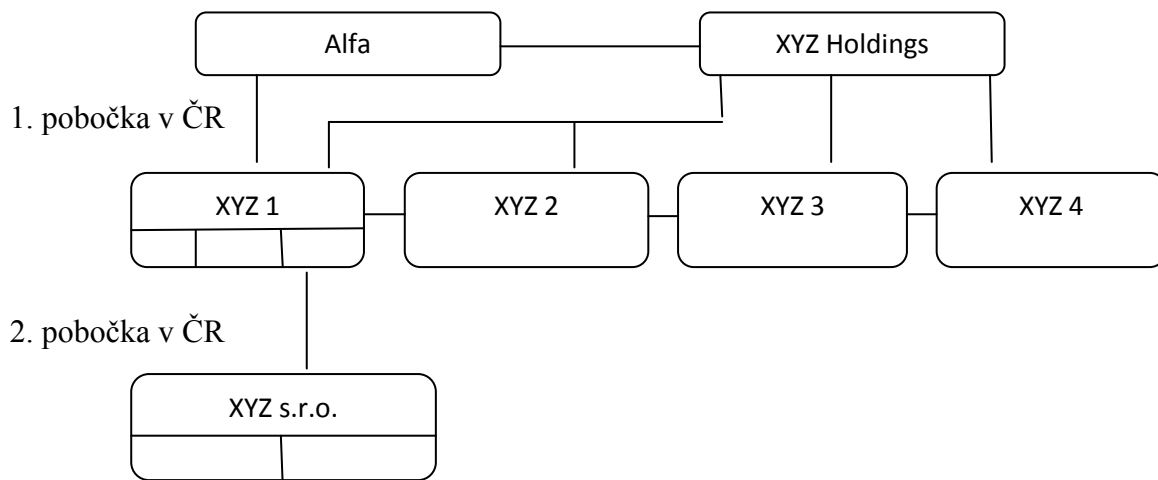 Alfa
XYZ Holdings
1. pobočka v ČR
XYZ 1
XYZ 2
XYZ 3
XYZ 4
2. pobočka v ČR
XYZ s.r.o.